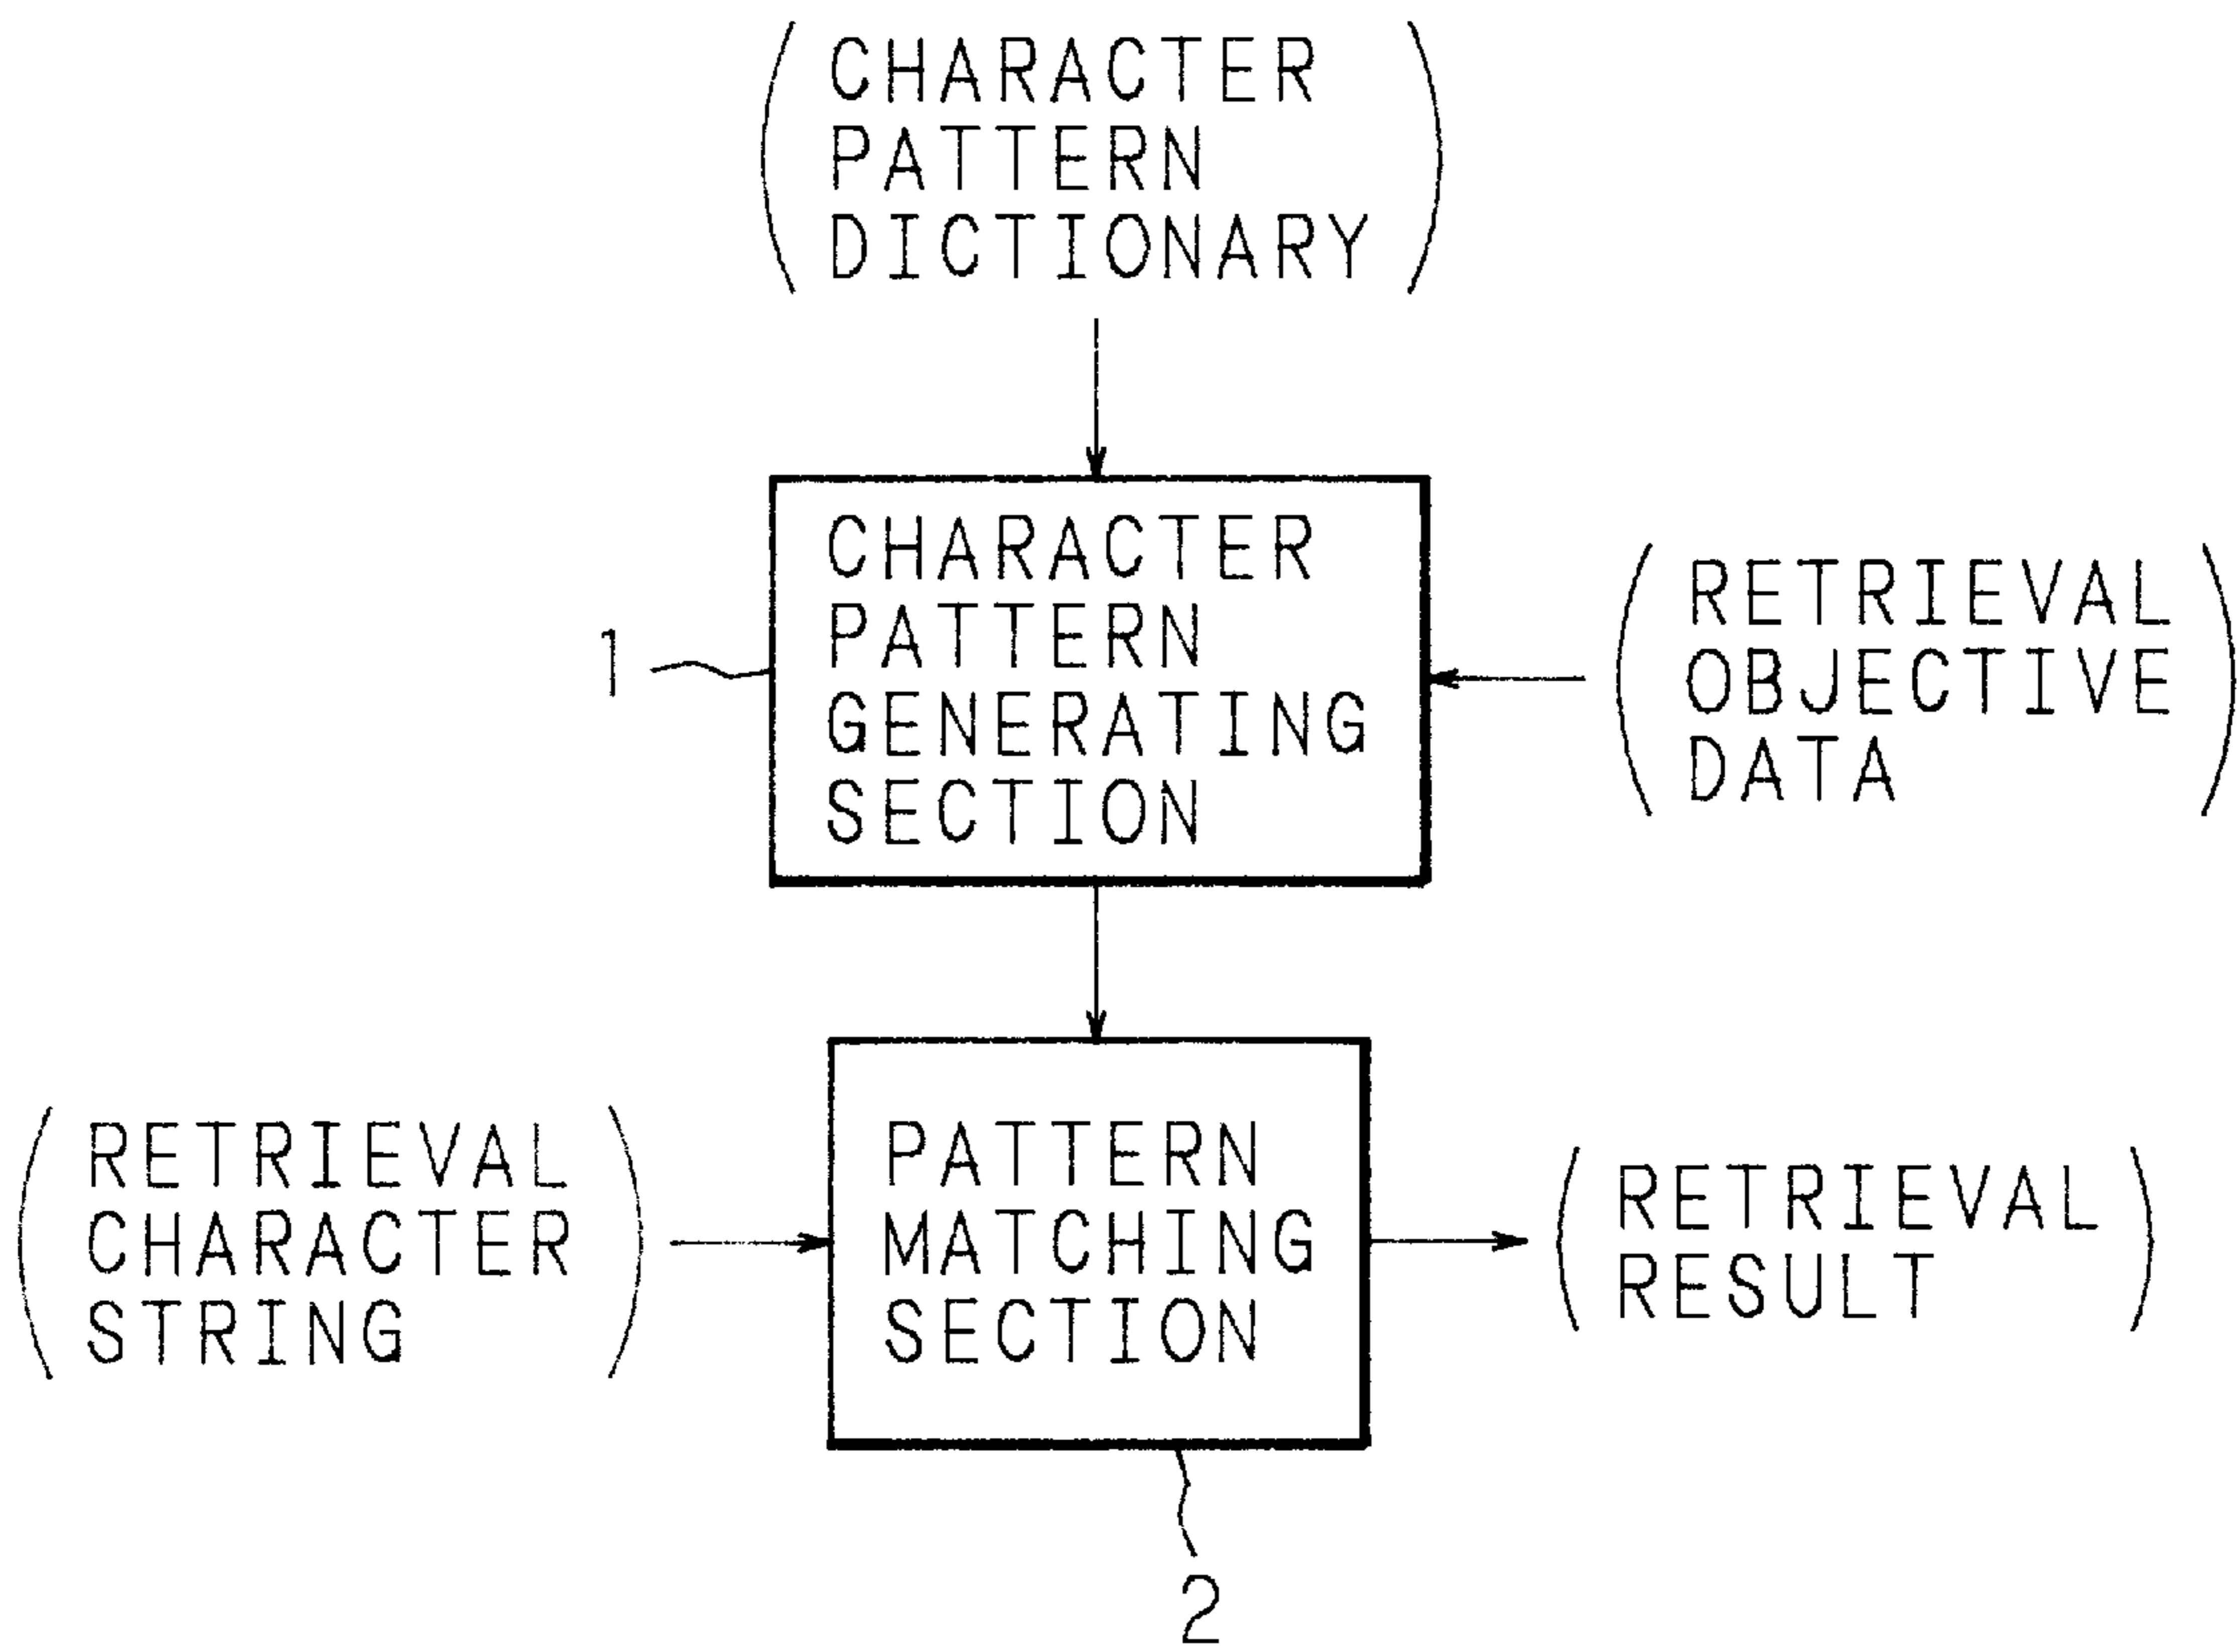 CHARACTER
PATTERN
DICTIONARY
CHARACTER
PATTERN
GENERATING
SECTION
1
RETRIEVAL
OBJECTIVE
DATA
RETRIEVAL
CHARACTER
STRING
PATTERN
MATCHING
SECTION
RETRIEVAL
RESULT
2